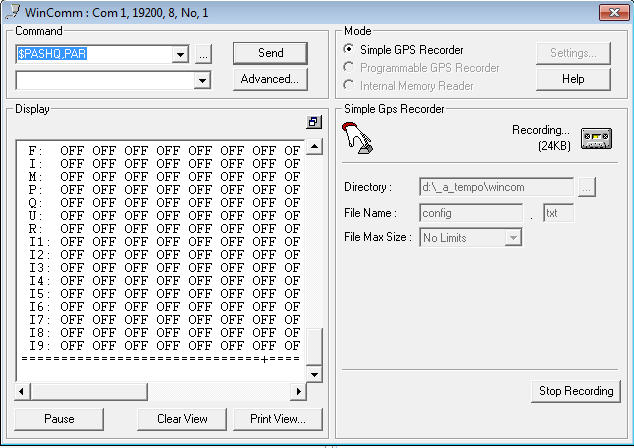 WinComm : Com 1, 19200, 8, No, 1
Command
$PASHQ,PAR
...
Send
Advanced...
Mode
Simple GPS Recorder
Programmable GPS Recorder
Internal Memory Reader
Settings...
Help
Display
F: OFF OFF OFF OFF OFF OFF OFF OF
I: OFF OFF OFF OFF OFF OFF OFF OF
M: OFF OFF OFF OFF OFF OFF OFF OF
P: OFF OFF OFF OFF OFF OFF OFF OF
Q: OFF OFF OFF OFF OFF OFF OFF OF
U: OFF OFF OFF OFF OFF OFF OFF OF
R: OFF OFF OFF OFF OFF OFF OFF OF
I1: OFF OFF OFF OFF OFF OFF OFF OF
I2: OFF OFF OFF OFF OFF OFF OFF OF
I3: OFF OFF OFF OFF OFF OFF OFF OF
I4: OFF OFF OFF OFF OFF OFF OFF OF
I5: OFF OFF OFF OFF OFF OFF OFF OF
I6: OFF OFF OFF OFF OFF OFF OFF OF
I7: OFF OFF OFF OFF OFF OFF OFF OF
I8: OFF OFF OFF OFF OFF OFF OFF OF
I9: OFF OFF OFF OFF OFF OFF OFF OF
==============================+====
Pause
Clear View
Print View...
Simple Gps Recorder
Recording...
(24KB)
Directory : d:\_a_tempo\wincom ...
File Name : config . txt
File Max Size : No Limits
Stop Recording